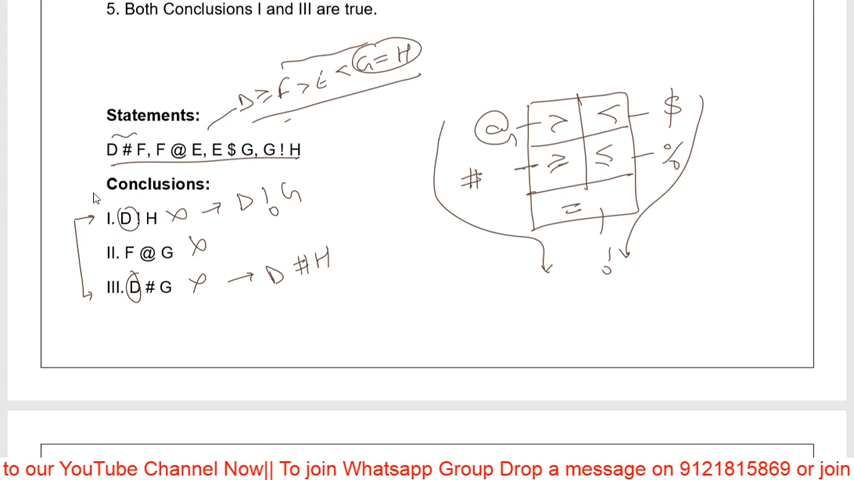 5. Both Conclusions I and III are true.
D ≥ F > E < G = H
Statements:
D # F, F @ E, E $ G, G ! H
Conclusions:
I. D ! H × → D ! G
II. F @ G ×
III. D # G × → D # H
@ > < $
# ≥ ≤ %
=
!
to our YouTube Channel Now|| To join Whatsapp Group Drop a message on 9121815869 or join